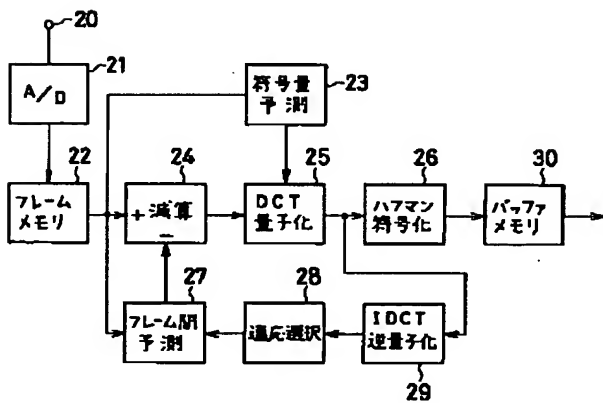 20
21
A/D
符号量
予測
23
22
フレーム
メモリ
24
+減算
−
25
DCT
量子化
26
ハフマン
符号化
30
バッファ
メモリ
27
フレーム間
予測
28
適応選択
IDCT
逆量子化
29